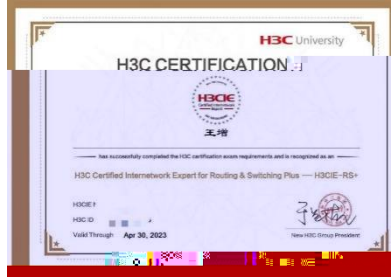 H3C University
H3C CERTIFICATION
H3CIE
王增
has successfully completed the H3C certification exam requirements and is recognized as an
H3C Certified Internetwork Expert for Routing & Switching Plus — H3CIE-RS+
H3CIE
H3C ID
Valid Through Apr 30, 2023
New H3C Group President